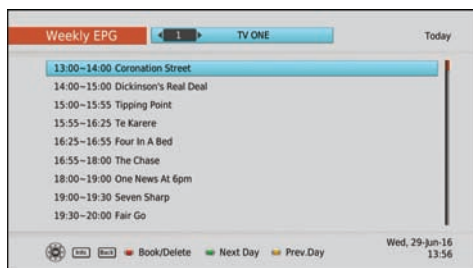 Weekly EPG 1 TV ONE Today
13:00~14:00 Coronation Street
14:00~15:00 Dickinson's Real Deal
15:00~15:55 Tipping Point
15:55~16:25 Te Karere
16:25~16:55 Four In A Bed
16:55~18:00 The Chase
18:00~19:00 One News At 6pm
19:00~19:30 Seven Sharp
19:30~20:00 Fair Go
Info Back Book/Delete Next Day Prev.Day Wed, 29-Jun-16
13:56